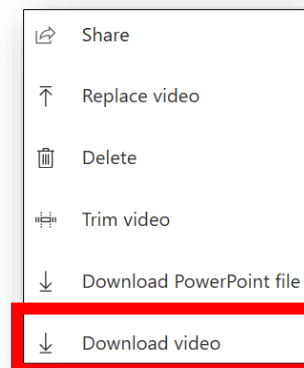 Share
Replace video
Delete
Trim video
Download PowerPoint file
Download video